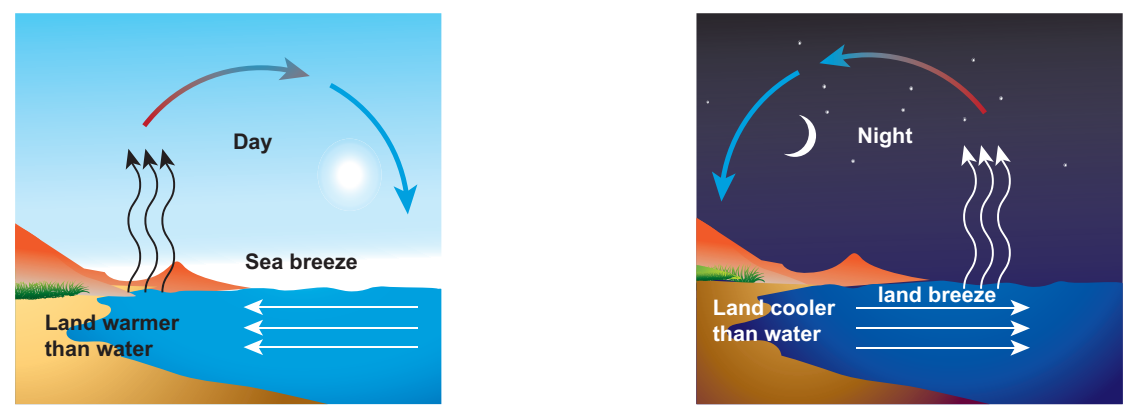 Day
Sea breeze
Land warmer
than water
Night
land breeze
Land cooler
than water